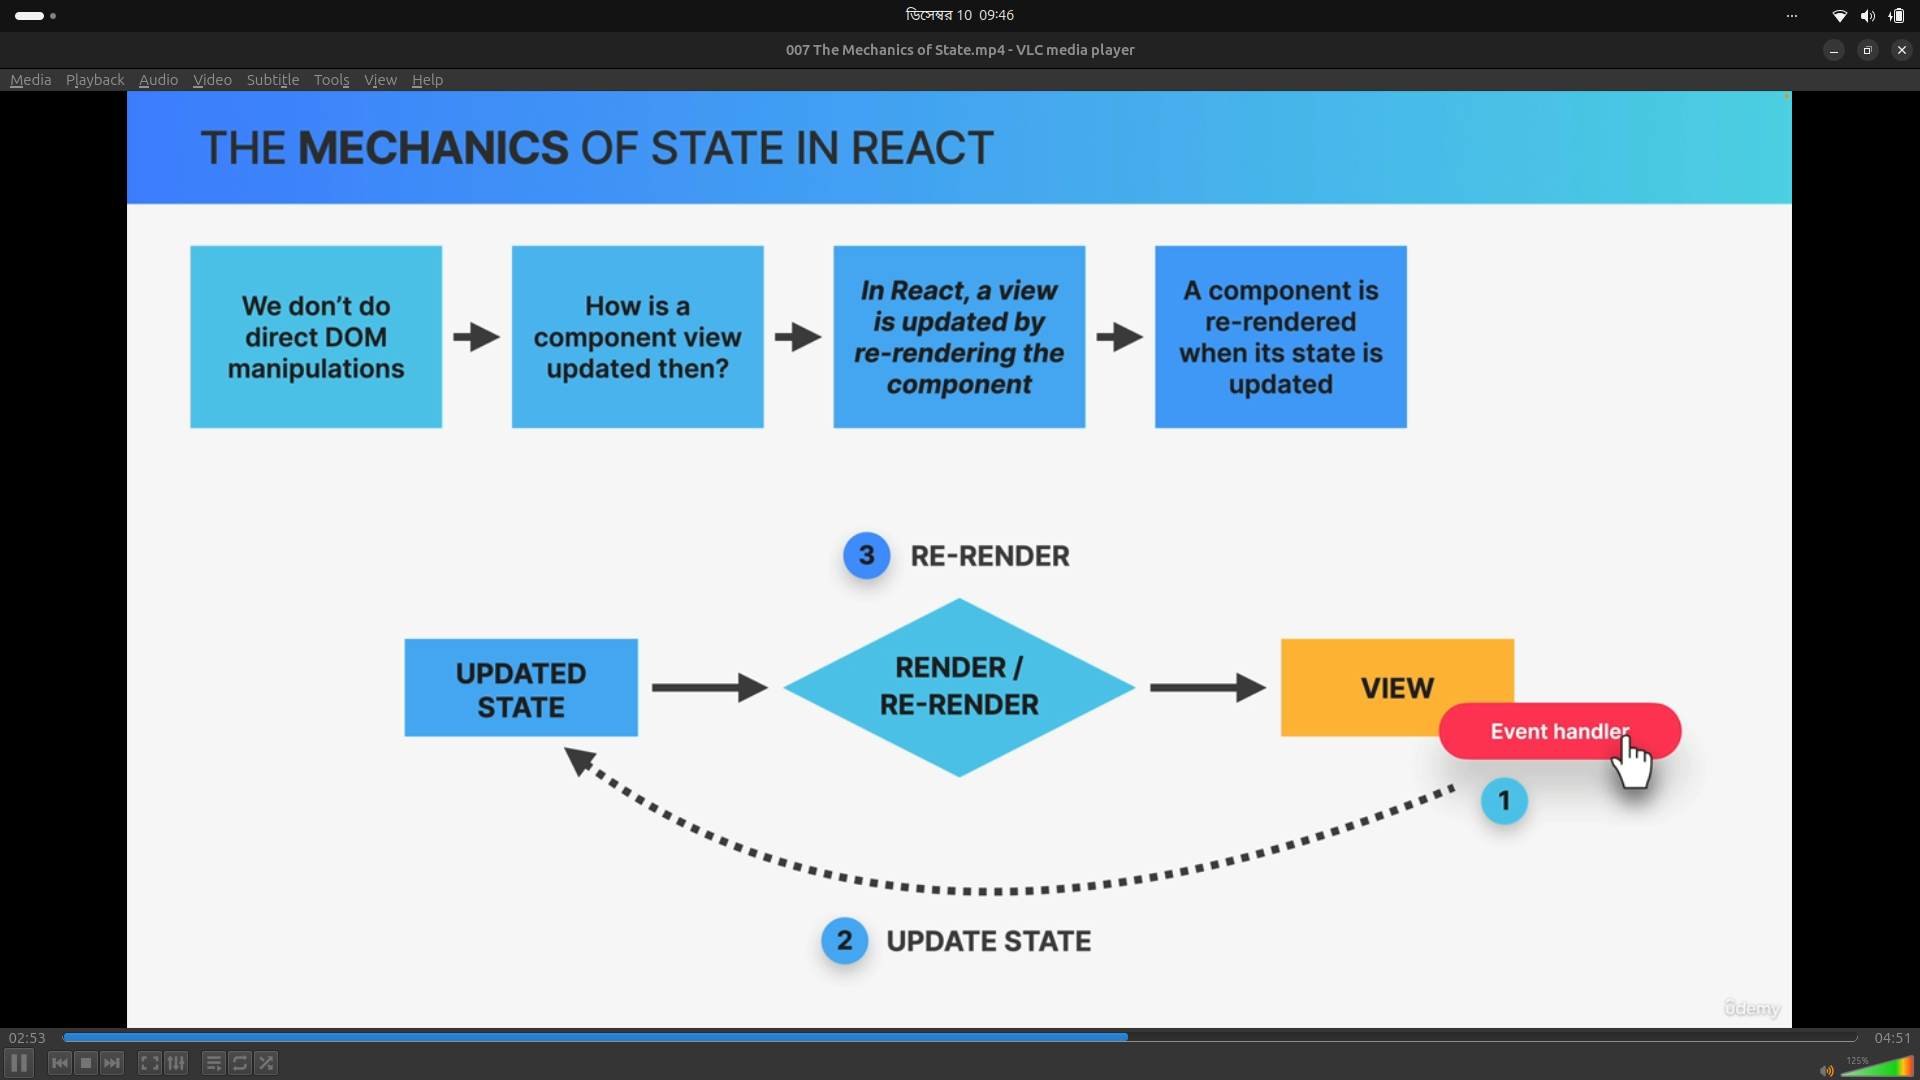 ডিসেম্বর 10 09:46
007 The Mechanics of State.mp4 - VLC media player
Media Playback Audio Video Subtitle Tools View Help
THE MECHANICS OF STATE IN REACT
We don't do
direct DOM
manipulations
How is a
component view
updated then?
In React, a view
is updated by
re-rendering the
component
A component is
re-rendered
when its state is
updated
3 RE-RENDER
UPDATED
STATE
RENDER /
RE-RENDER
VIEW
Event handler
1
2 UPDATE STATE
ûdemy
02:53
04:51
125%